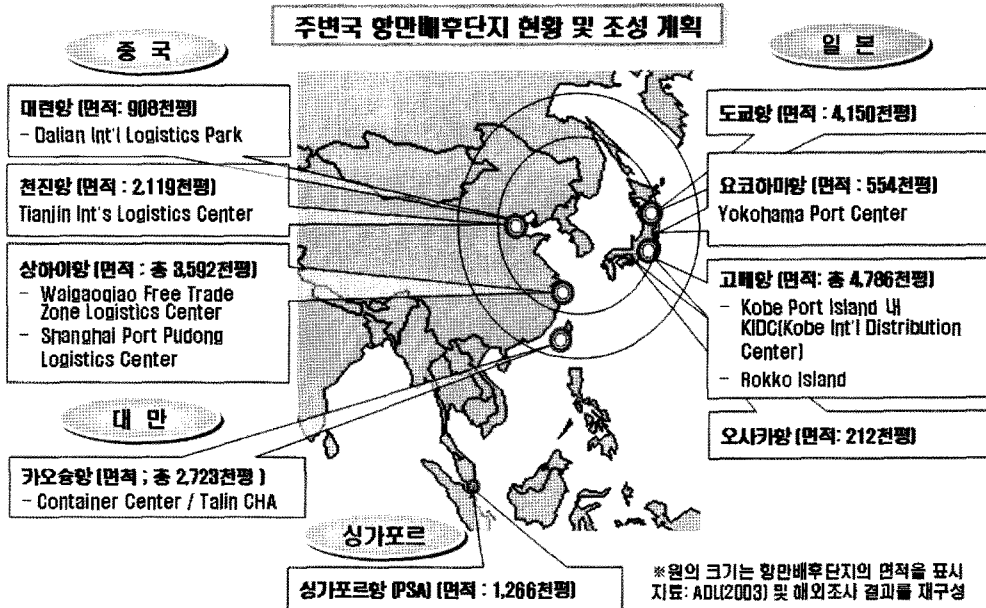 주변국 항만배후단지 현황 및 조성 계획
중 국
대련항 (면적: 908천평)
- Dalian Int'l Logistics Park
천진항 (면적 : 2,119천평)
Tianjin Int's Logistics Center
상하이항 (면적 : 총 3,592천평)
- Waigaoqiao Free Trade
Zone Logistics Center
- Shanghai Port Pudong
Logistics Center
대 만
카오슝항 (면적 ; 총 2,723천평 )
- Container Center / Talin CHA
싱가포르
싱가포르항 (PSA) (면적 : 1,266천평)
일 본
도쿄항 (면적 : 4,150천평)
요코하마항 (면적 : 554천평)
Yokohama Port Center
고베항 (면적: 총 4,786천평)
- Kobe Port Island 내
KIDC(Kobe Int'l Distribution
Center)
- Rokko Island
오사카항 (면적: 212천평)
※원의 크기는 항만배후단지의 면적을 표시
자료: ADL(2003) 및 해외조사 결과를 재구성